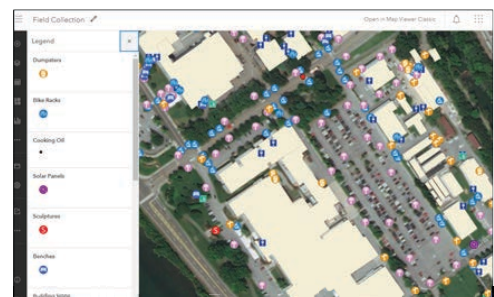 Field Collection
Open in Map Viewer Classic
Legend
Dumpsters
Bike Racks
Cooking Oil
Solar Panels
Sculptures
S
Benches